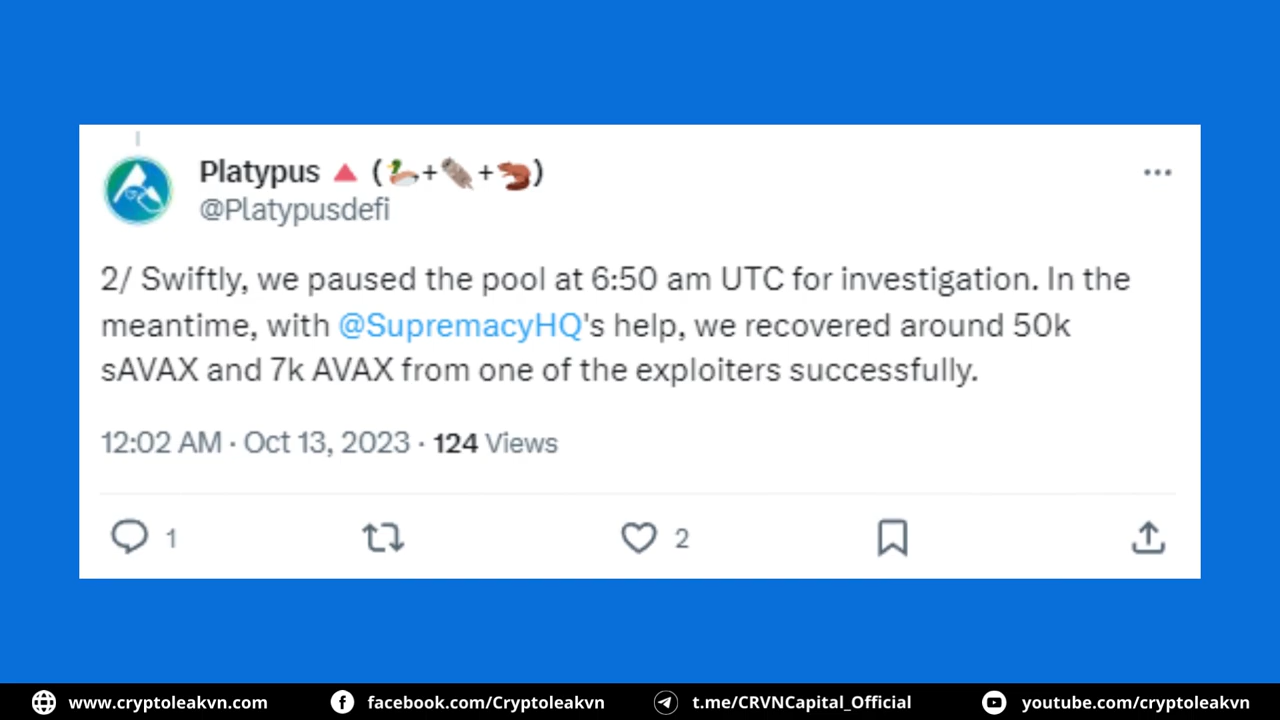 Platypus 🔺 (🦆+🪶+🦐)
@Platypusdefi
2/ Swiftly, we paused the pool at 6:50 am UTC for investigation. In the
meantime, with @SupremacyHQ's help, we recovered around 50k
sAVAX and 7k AVAX from one of the exploiters successfully.
12:02 AM · Oct 13, 2023 · 124 Views
1
2
www.cryptoleakvn.com
facebook.com/Cryptoleakvn
t.me/CRVNCapital_Official
youtube.com/cryptoleakvn